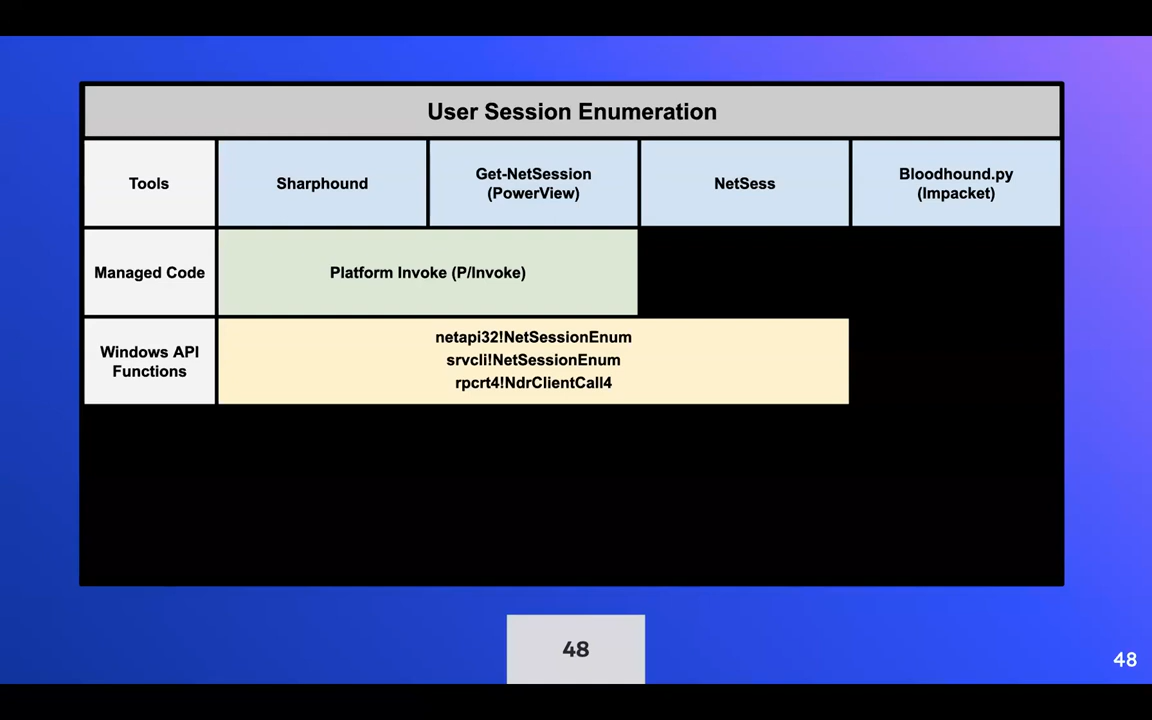 User Session Enumeration
Tools
Sharphound
Get-NetSession
(PowerView)
NetSess
Bloodhound.py
(Impacket)
Managed Code
Platform Invoke (P/Invoke)
Windows API
Functions
netapi32!NetSessionEnum
srvcli!NetSessionEnum
rpcrt4!NdrClientCall4
48
48